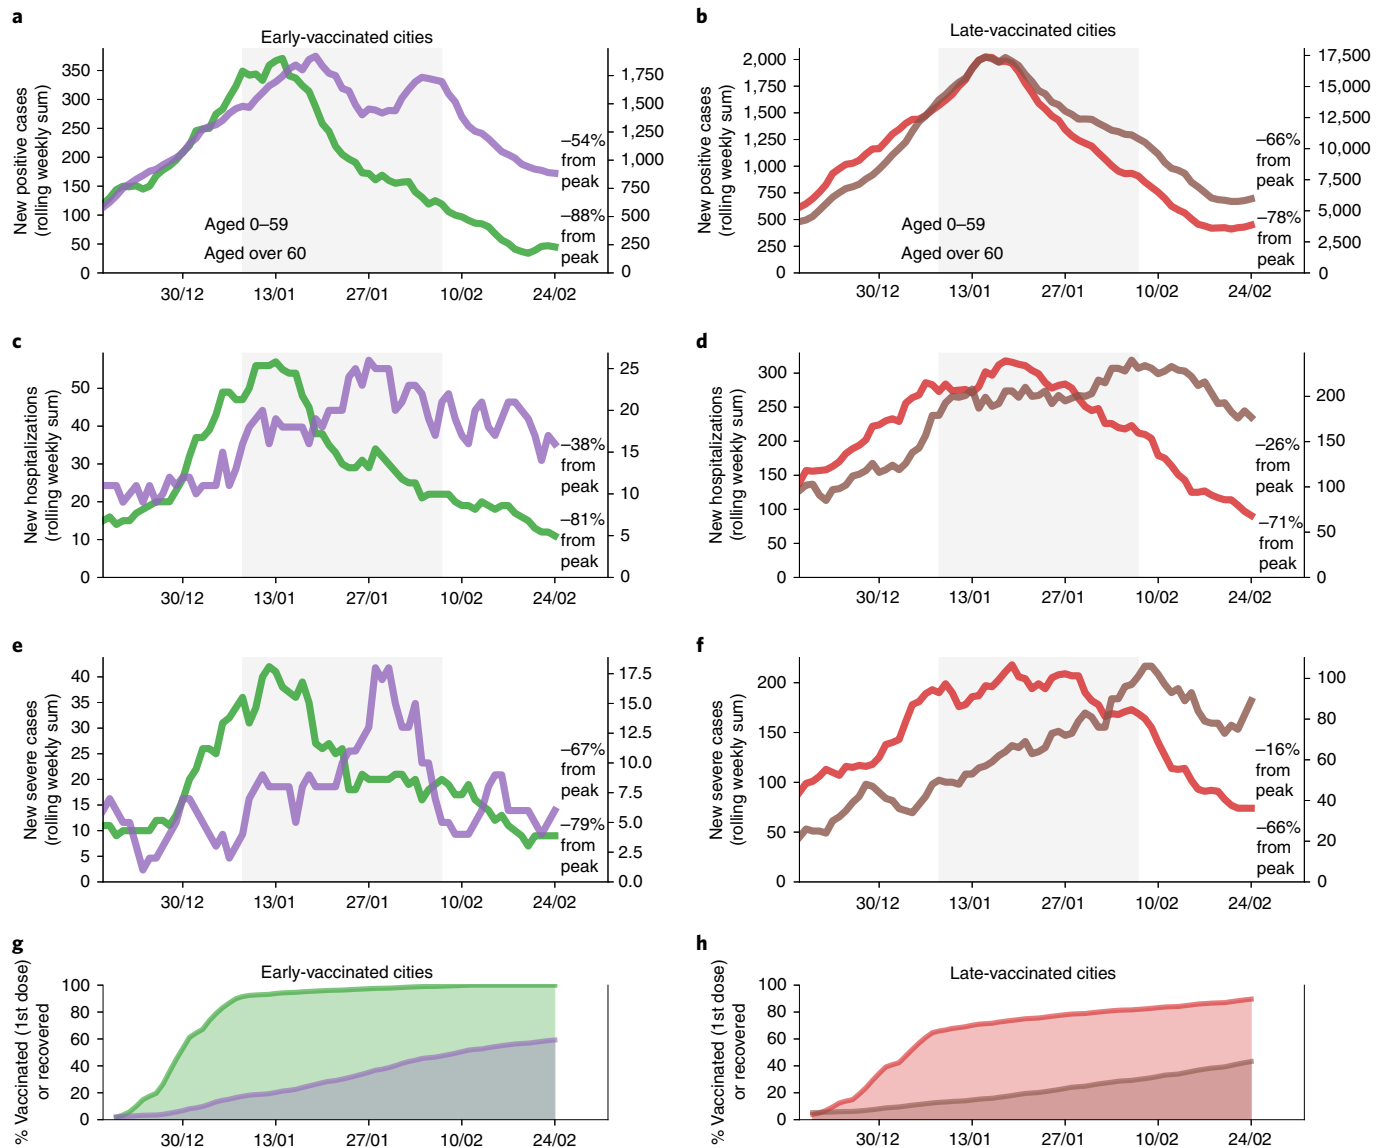 a
Early-vaccinated cities
New positive cases
(rolling weekly sum)
350
300
250
200
150
100
50
0
1,750
1,500
1,250
1,000
750
500
250
0
–54%
from
peak
–88%
from
peak
Aged 0–59
Aged over 60
30/12
13/01
27/01
10/02
24/02
b
Late-vaccinated cities
New positive cases
(rolling weekly sum)
2,000
1,750
1,500
1,250
1,000
750
500
250
0
17,500
15,000
12,500
10,000
7,500
5,000
2,500
0
–66%
from
peak
–78%
from
peak
Aged 0–59
Aged over 60
30/12
13/01
27/01
10/02
24/02
c
New hospitalizations
(rolling weekly sum)
50
40
30
20
10
0
25
20
15
10
5
0
–38%
from
peak
–81%
from
peak
30/12
13/01
27/01
10/02
24/02
d
New hospitalizations
(rolling weekly sum)
300
250
200
150
100
50
0
200
150
100
50
0
–26%
from
peak
–71%
from
peak
30/12
13/01
27/01
10/02
24/02
e
New severe cases
(rolling weekly sum)
40
35
30
25
20
15
10
5
0
17.5
15.0
12.5
10.0
7.5
5.0
2.5
0.0
–67%
from
peak
–79%
from
peak
30/12
13/01
27/01
10/02
24/02
f
New severe cases
(rolling weekly sum)
200
150
100
50
0
100
80
60
40
20
0
–16%
from
peak
–66%
from
peak
30/12
13/01
27/01
10/02
24/02
g
Early-vaccinated cities
% Vaccinated (1st dose)
or recovered
100
80
60
40
20
0
30/12
13/01
27/01
10/02
24/02
h
Late-vaccinated cities
% Vaccinated (1st dose)
or recovered
100
80
60
40
20
0
30/12
13/01
27/01
10/02
24/02